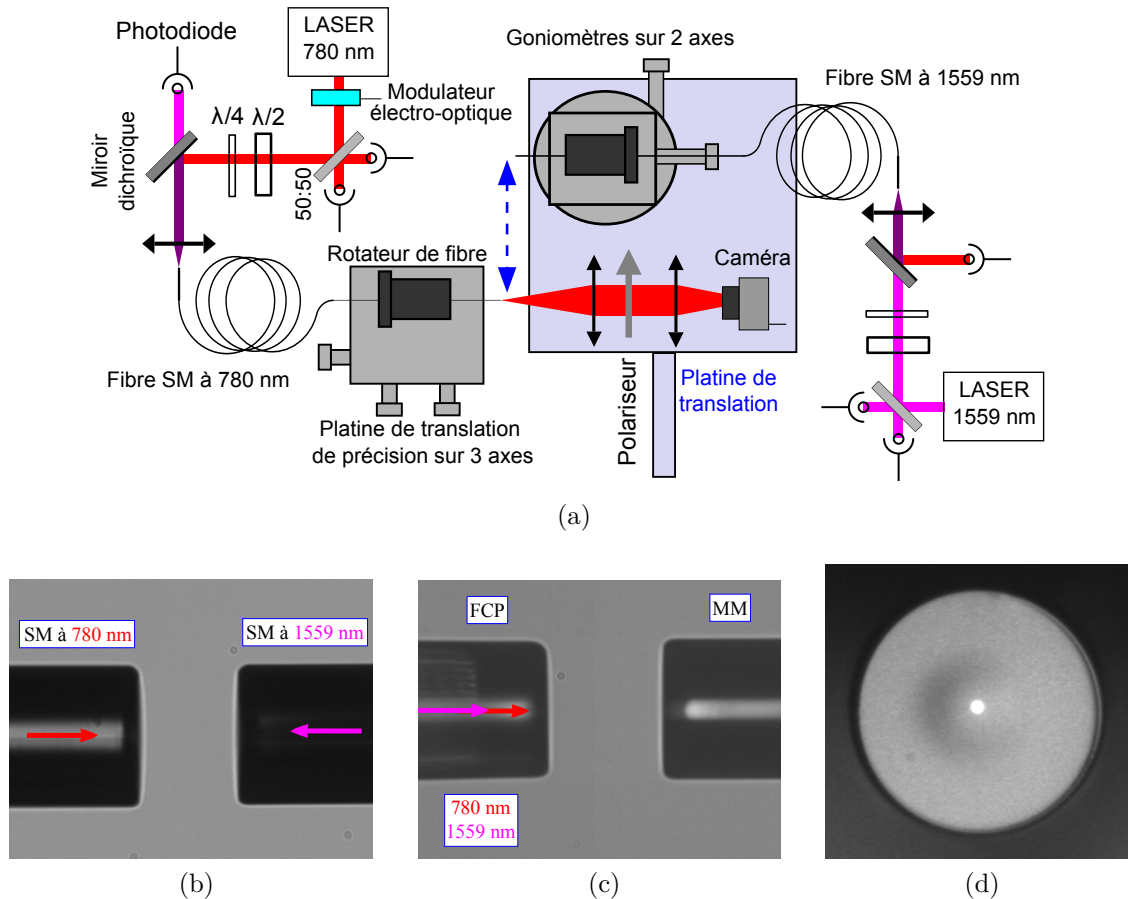 LASER
780 nm
Photodiode
Modulateur
électro-optique
λ/4
λ/2
Miroir
dichroïque
50:50
Goniomètres sur 2 axes
Fibre SM à 1559 nm
Rotateur de fibre
Caméra
Fibre SM à 780 nm
Platine de translation
de précision sur 3 axes
Polariseur
Platine de
translation
LASER
1559 nm
(a)
SM à 780 nm
SM à 1559 nm
FCP
MM
780 nm
1559 nm
(b)
(c)
(d)